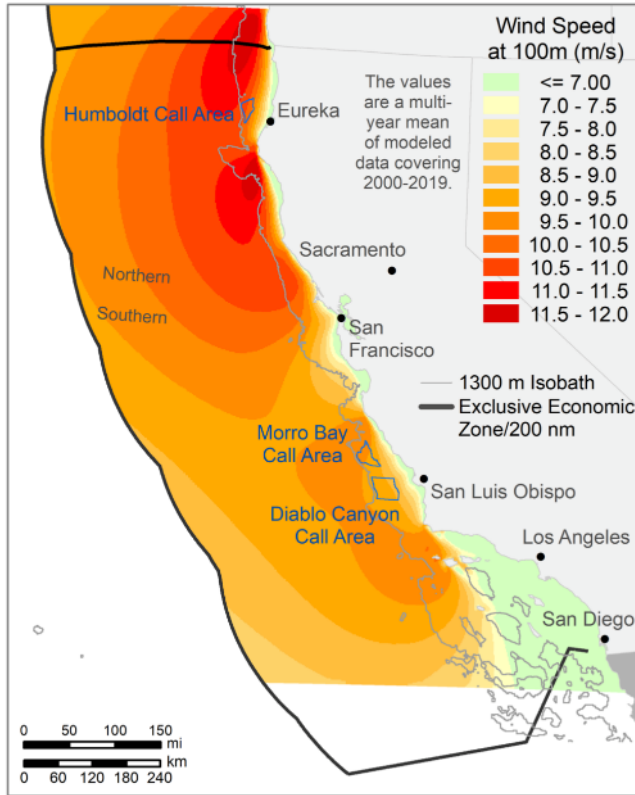 Wind Speed
at 100m (m/s)
<= 7.00
7.0 - 7.5
7.5 - 8.0
8.0 - 8.5
8.5 - 9.0
9.0 - 9.5
9.5 - 10.0
10.0 - 10.5
10.5 - 11.0
11.0 - 11.5
11.5 - 12.0
The values
are a multi-
year mean
of modeled
data covering
2000-2019.
Humboldt Call Area
Eureka
Sacramento
Northern
Southern
San
Francisco
1300 m Isobath
Exclusive Economic
Zone/200 nm
Morro Bay
Call Area
San Luis Obispo
Diablo Canyon
Call Area
Los Angeles
San Diego
0 50 100 150
mi
km
0 60 120 180 240